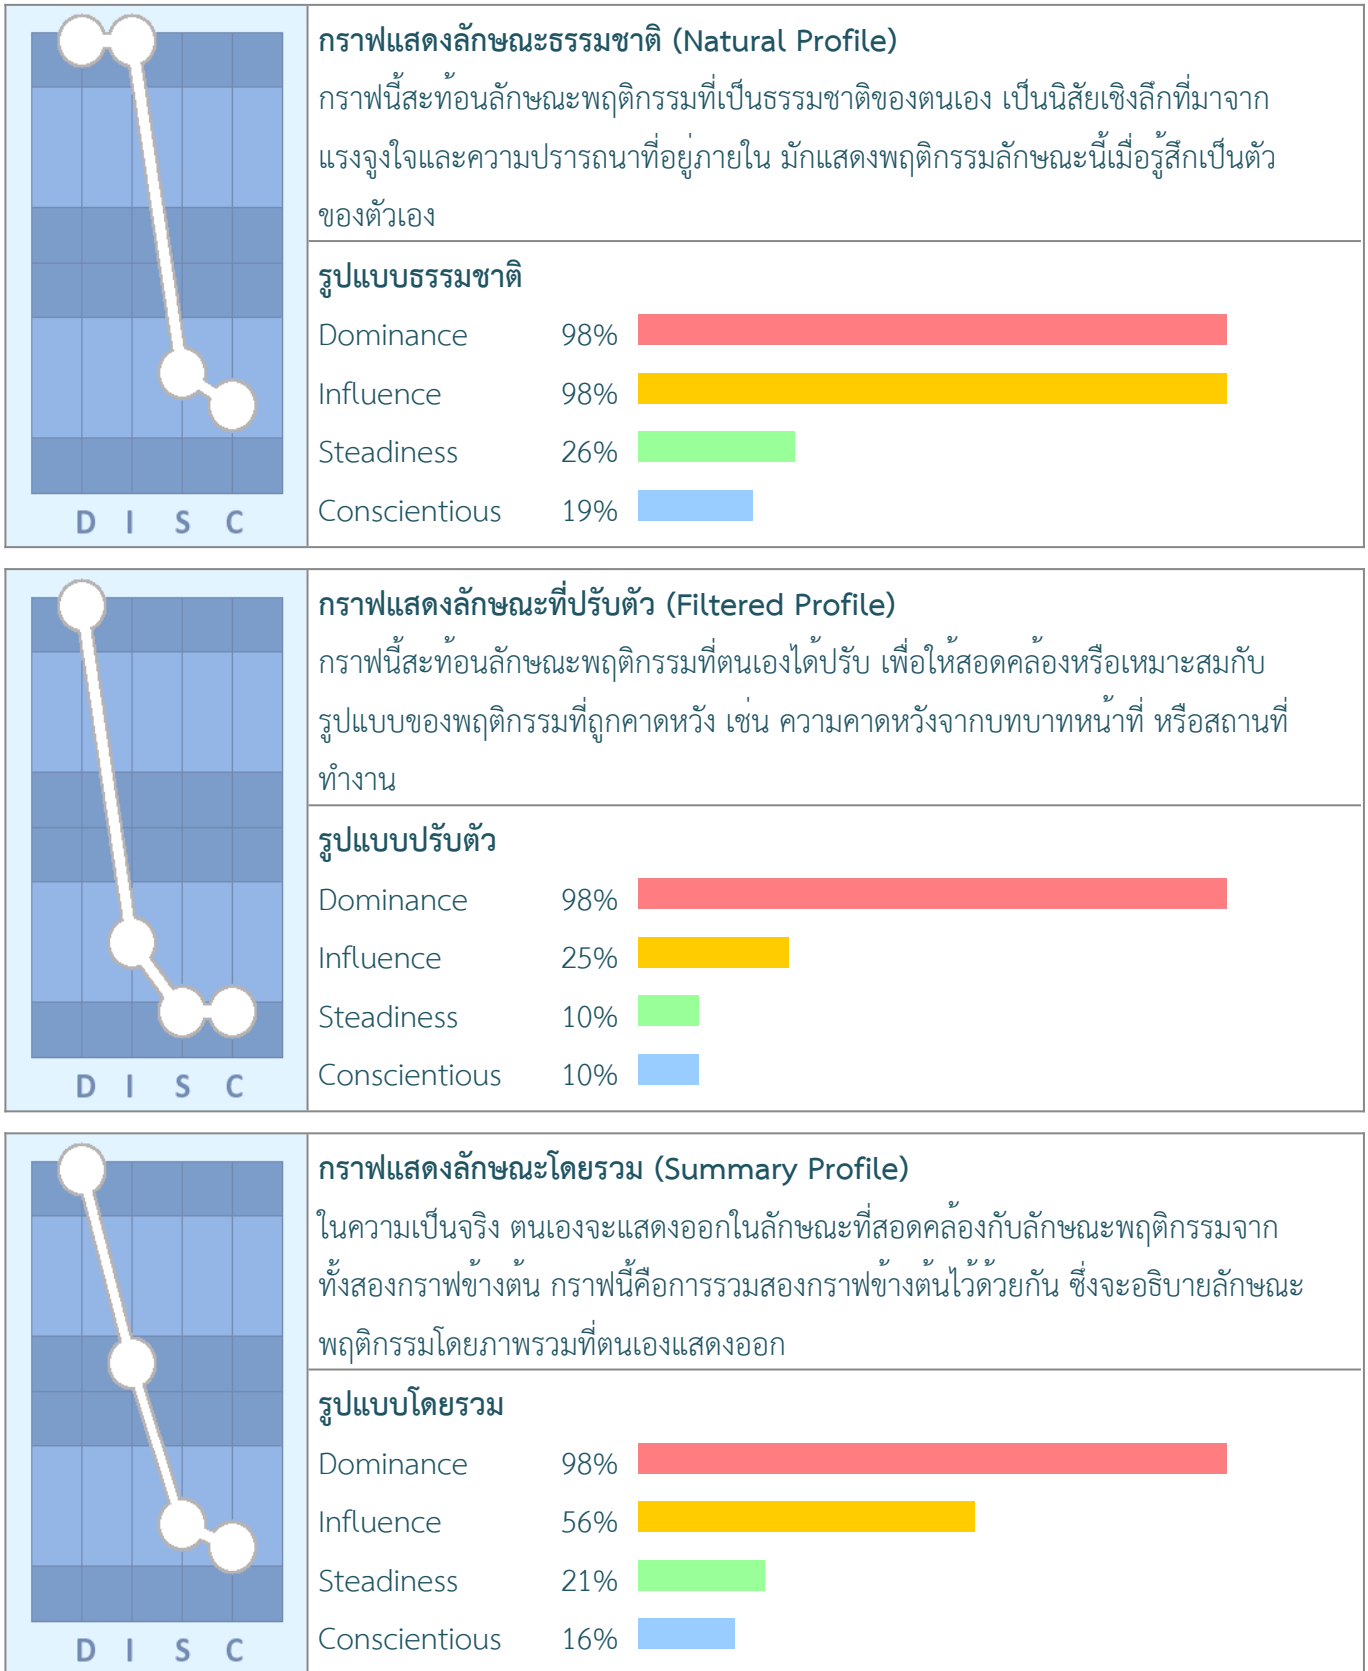 กราฟแสดงลักษณะธรรมชาติ (Natural Profile)
กราฟนี้สะท้อนลักษณะพฤติกรรมที่เป็นธรรมชาติของตนเอง เป็นนิสัยเชิงลึกที่มาจาก
แรงจูงใจและความปรารถนาที่อยู่ภายใน มักแสดงพฤติกรรมลักษณะนี้เมื่อรู้สึกเป็นตัว
ของตัวเอง
รูปแบบธรรมชาติ
Dominance 98%
Influence 98%
Steadiness 26%
Conscientious 19%
D I S C
กราฟแสดงลักษณะที่ปรับตัว (Filtered Profile)
กราฟนี้สะท้อนลักษณะพฤติกรรมที่ตนเองได้ปรับ เพื่อให้สอดคล้องหรือเหมาะสมกับ
รูปแบบของพฤติกรรมที่ถูกคาดหวัง เช่น ความคาดหวังจากบทบาทหน้าที่ หรือสถานที่
ทำงาน
รูปแบบปรับตัว
Dominance 98%
Influence 25%
Steadiness 10%
Conscientious 10%
D I S C
กราฟแสดงลักษณะโดยรวม (Summary Profile)
ในความเป็นจริง ตนเองจะแสดงออกในลักษณะที่สอดคล้องกับลักษณะพฤติกรรมจาก
ทั้งสองกราฟข้างต้น กราฟนี้คือการรวมสองกราฟข้างต้นไว้ด้วยกัน ซึ่งจะอธิบายลักษณะ
พฤติกรรมโดยภาพรวมที่ตนเองแสดงออก
รูปแบบโดยรวม
Dominance 98%
Influence 56%
Steadiness 21%
Conscientious 16%
D I S C